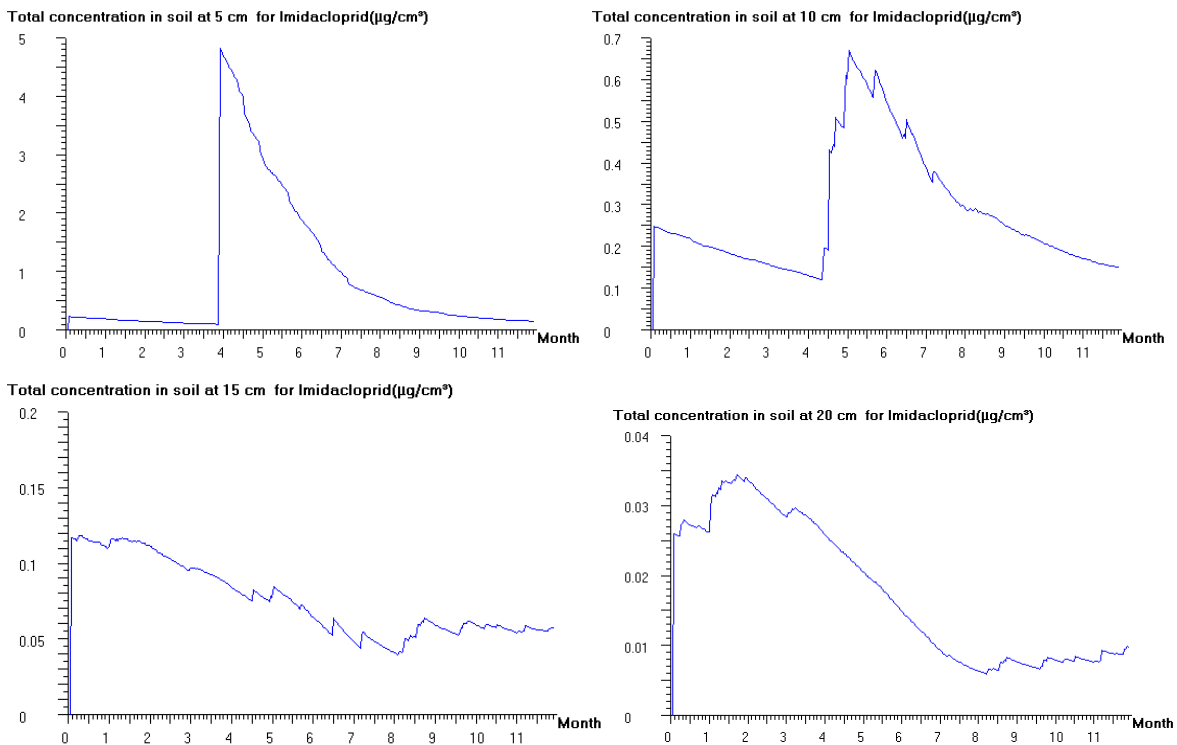 Total concentration in soil at 5 cm for Imidacloprid(µg/cm³)
5
4
3
2
1
0
0 1 2 3 4 5 6 7 8 9 10 11
Month
Total concentration in soil at 10 cm for Imidacloprid(µg/cm³)
0.7
0.6
0.5
0.4
0.3
0.2
0.1
0
0 1 2 3 4 5 6 7 8 9 10 11
Month
Total concentration in soil at 15 cm for Imidacloprid(µg/cm³)
0.2
0.15
0.1
0.05
0
0 1 2 3 4 5 6 7 8 9 10 11
Month
Total concentration in soil at 20 cm for Imidacloprid(µg/cm³)
0.04
0.03
0.02
0.01
0
0 1 2 3 4 5 6 7 8 9 10 11
Month